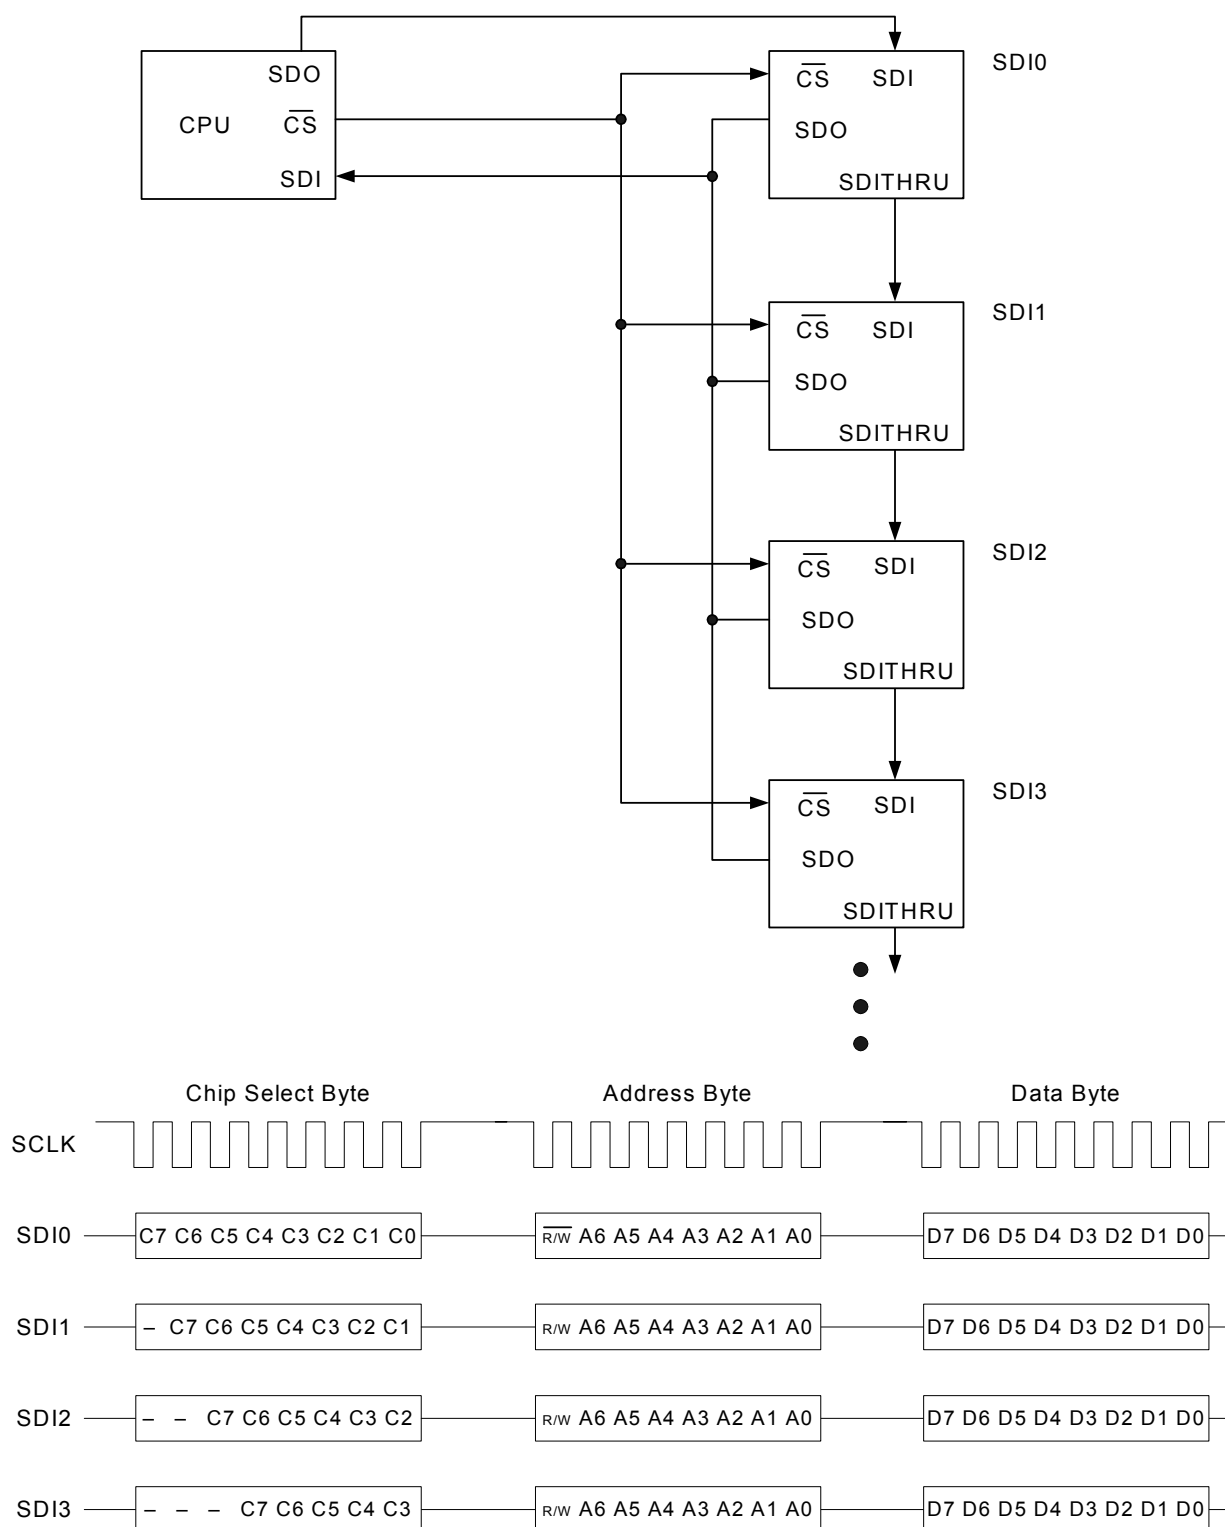 SDO
CPU
CS
SDI
CS SDI
SDO
SDITHRU
SDI0
CS SDI
SDO
SDITHRU
SDI1
CS SDI
SDO
SDITHRU
SDI2
CS SDI
SDO
SDITHRU
SDI3
Chip Select Byte Address Byte Data Byte
SCLK
SDI0 C7 C6 C5 C4 C3 C2 C1 C0 R/W A6 A5 A4 A3 A2 A1 A0 D7 D6 D5 D4 D3 D2 D1 D0
SDI1 – C7 C6 C5 C4 C3 C2 C1 R/W A6 A5 A4 A3 A2 A1 A0 D7 D6 D5 D4 D3 D2 D1 D0
SDI2 – – C7 C6 C5 C4 C3 C2 R/W A6 A5 A4 A3 A2 A1 A0 D7 D6 D5 D4 D3 D2 D1 D0
SDI3 – – – C7 C6 C5 C4 C3 R/W A6 A5 A4 A3 A2 A1 A0 D7 D6 D5 D4 D3 D2 D1 D0